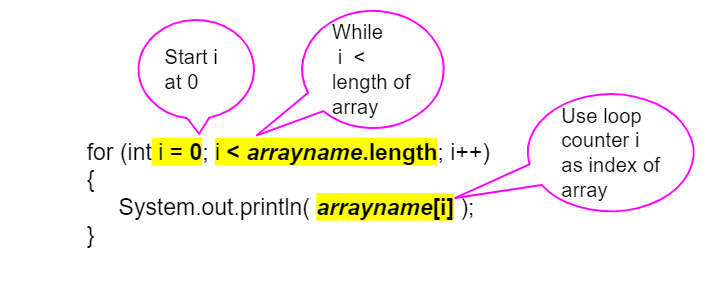 Start i
at 0
While
i <
length of
array
Use loop
counter i
as index of
array
for (int i = 0; i < arrayname.length; i++)
{
System.out.println( arrayname[i] );
}